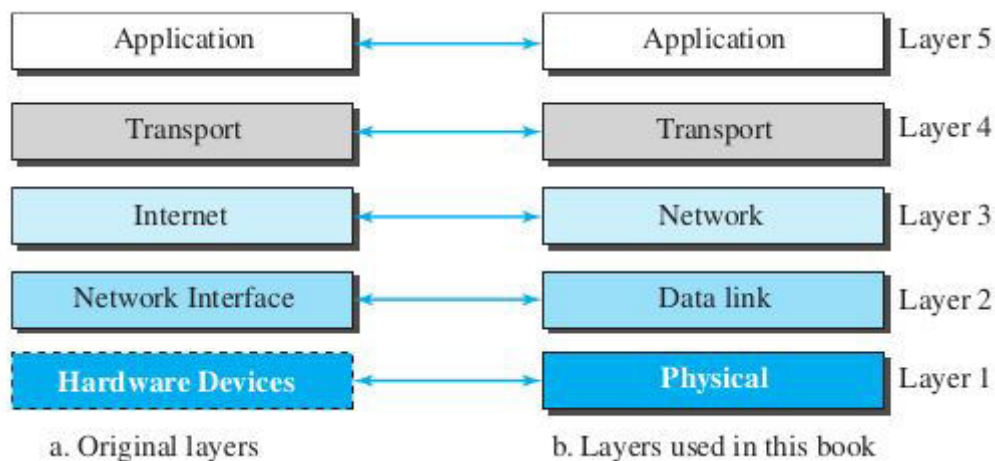 Application Application Layer 5
Transport Transport Layer 4
Internet Network Layer 3
Network Interface Data link Layer 2
Hardware Devices Physical Layer 1
a. Original layers b. Layers used in this book